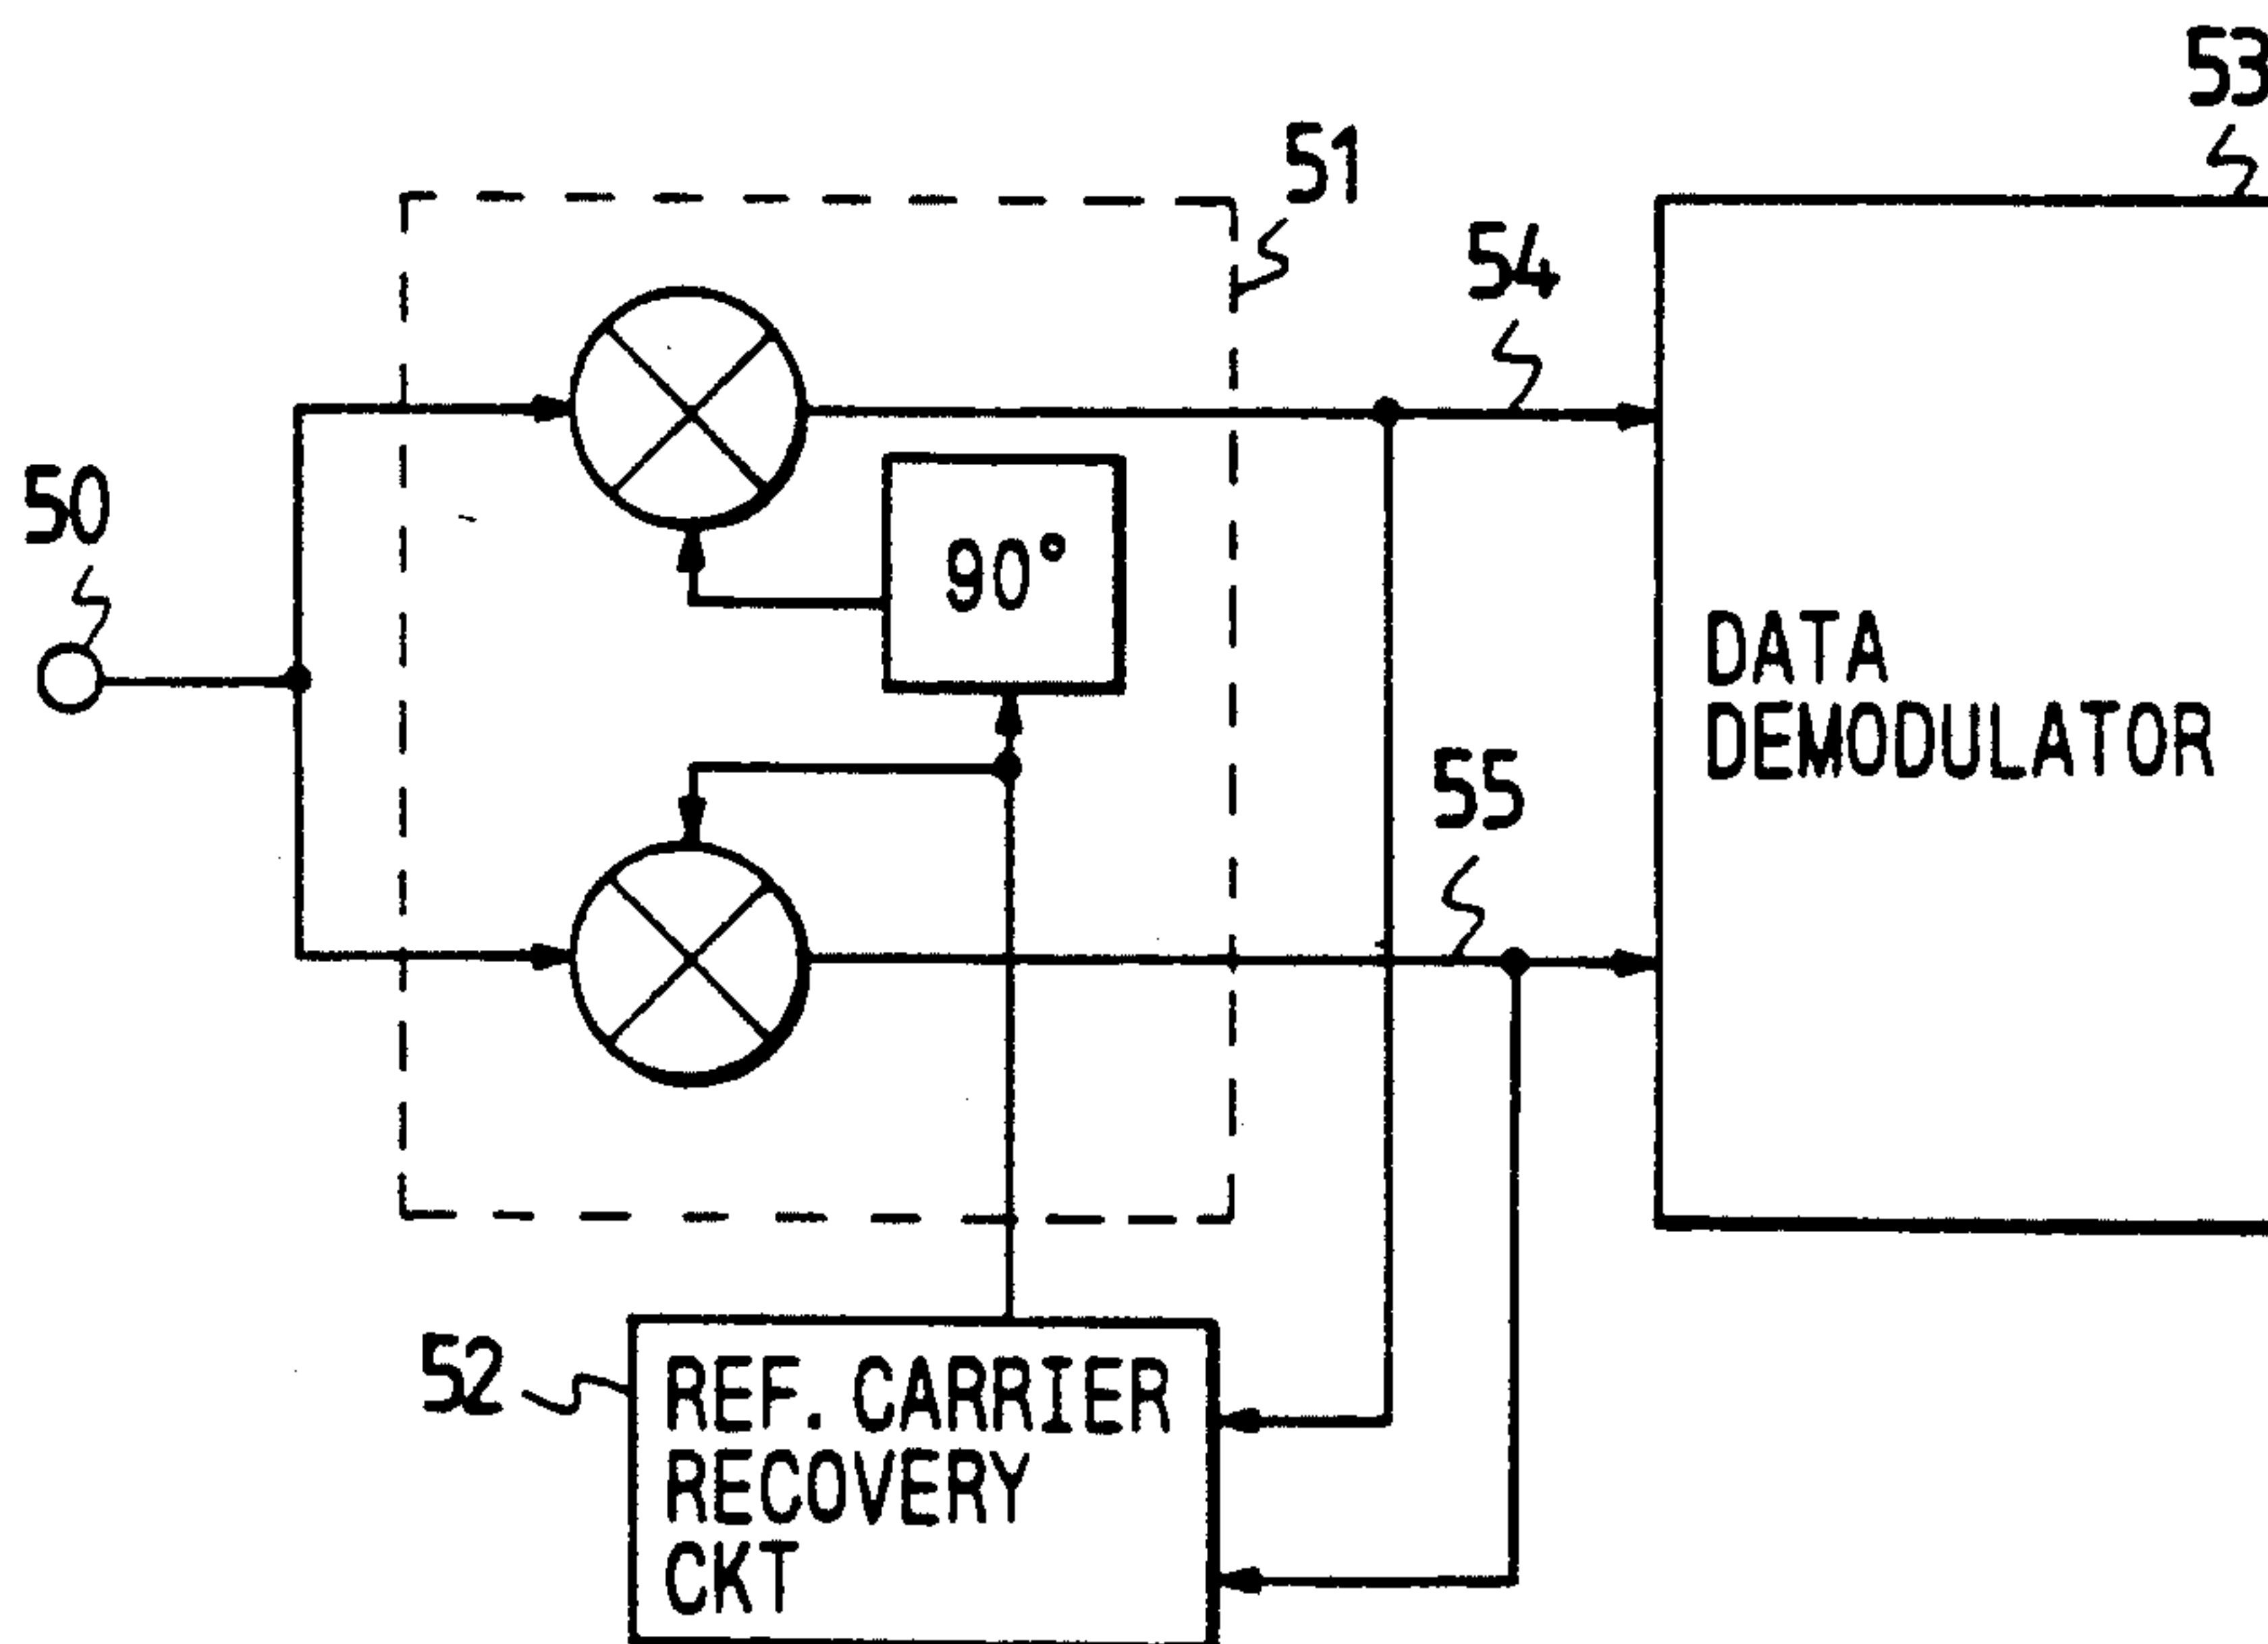 53
51
54
50
90°
DATA
DEMODULATOR
55
52
REF. CARRIER
RECOVERY
CKT